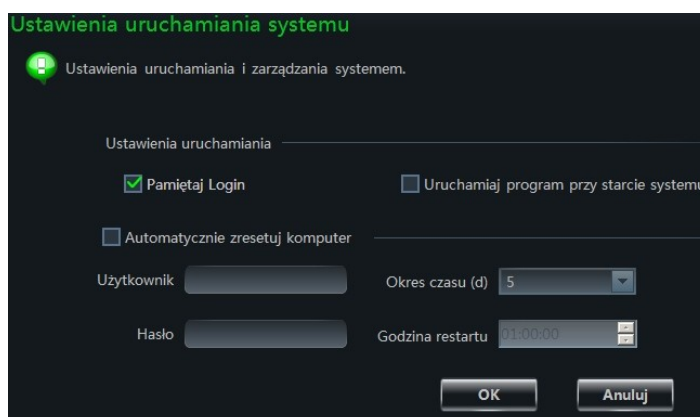 Ustawienia uruchamiania systemu
Ustawienia uruchamiania i zarządzania systemem.
Ustawienia uruchamiania
Pamiętaj Login
Uruchamiaj program przy starcie systemu
Automatycznie zresetuj komputer
Użytkownik
Okres czasu (d) 5
Hasło
Godzina restartu 01:00:00
OK Anuluj